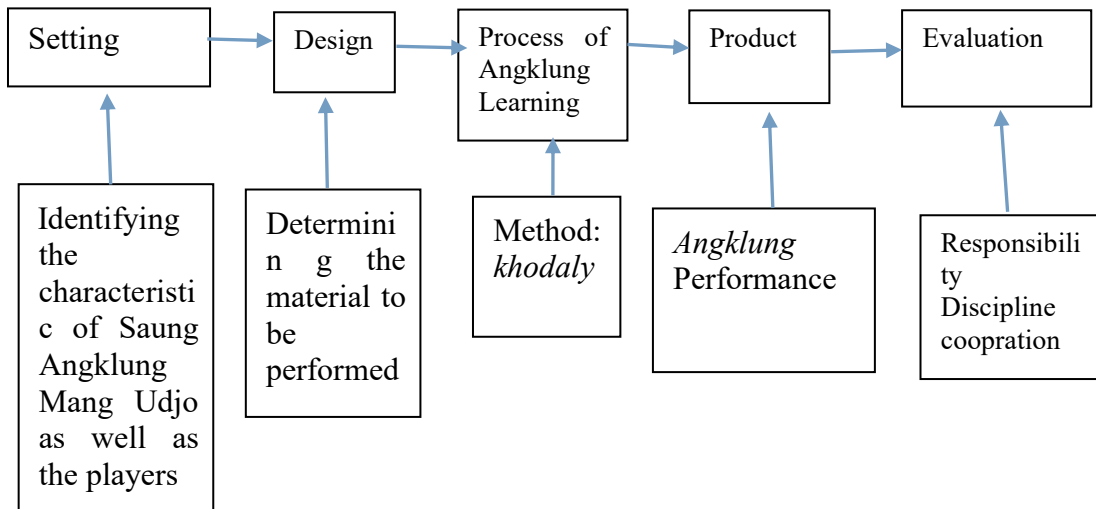 Setting
Design
Process of
Angklung
Learning
Product
Evaluation
Identifying
the
characteristi
c of Saung
Angklung
Mang Udjo
as well as
the players
Determini
n g the
material to
be
performed
Method:
khodaly
Angklung
Performance
Responsibili
ty
Discipline
coopration